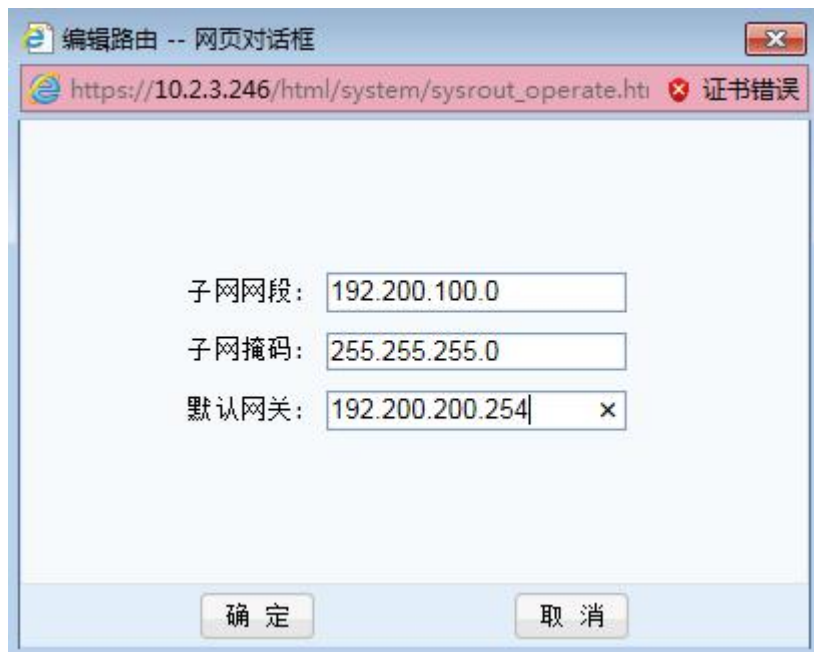 编辑路由 -- 网页对话框
https://10.2.3.246/html/system/sysrout_operate.htı 证书错误
子网网段： 192.200.100.0
子网掩码： 255.255.255.0
默认网关： 192.200.200.254
确 定 取 消